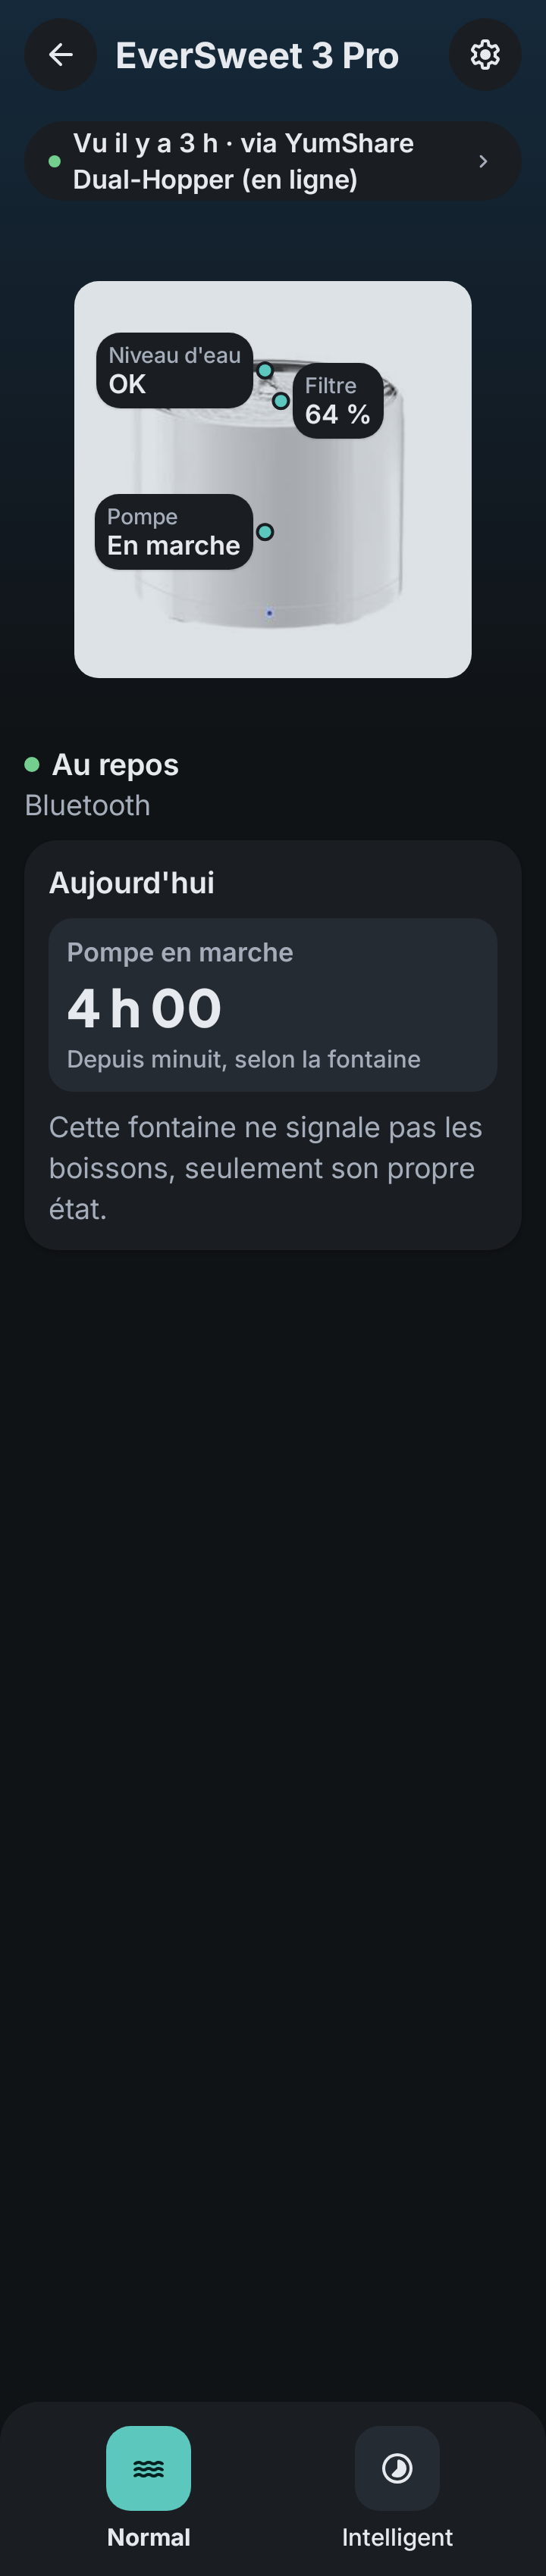 EverSweet 3 Pro
Vu il y a 3 h · via YumShare
Dual-Hopper (en ligne)
Niveau d'eau
OK
Filtre
64 %
Pompe
En marche
Au repos
Bluetooth
Aujourd'hui
Pompe en marche
4 h 00
Depuis minuit, selon la fontaine
Cette fontaine ne signale pas les
boissons, seulement son propre
état.
Normal
Intelligent